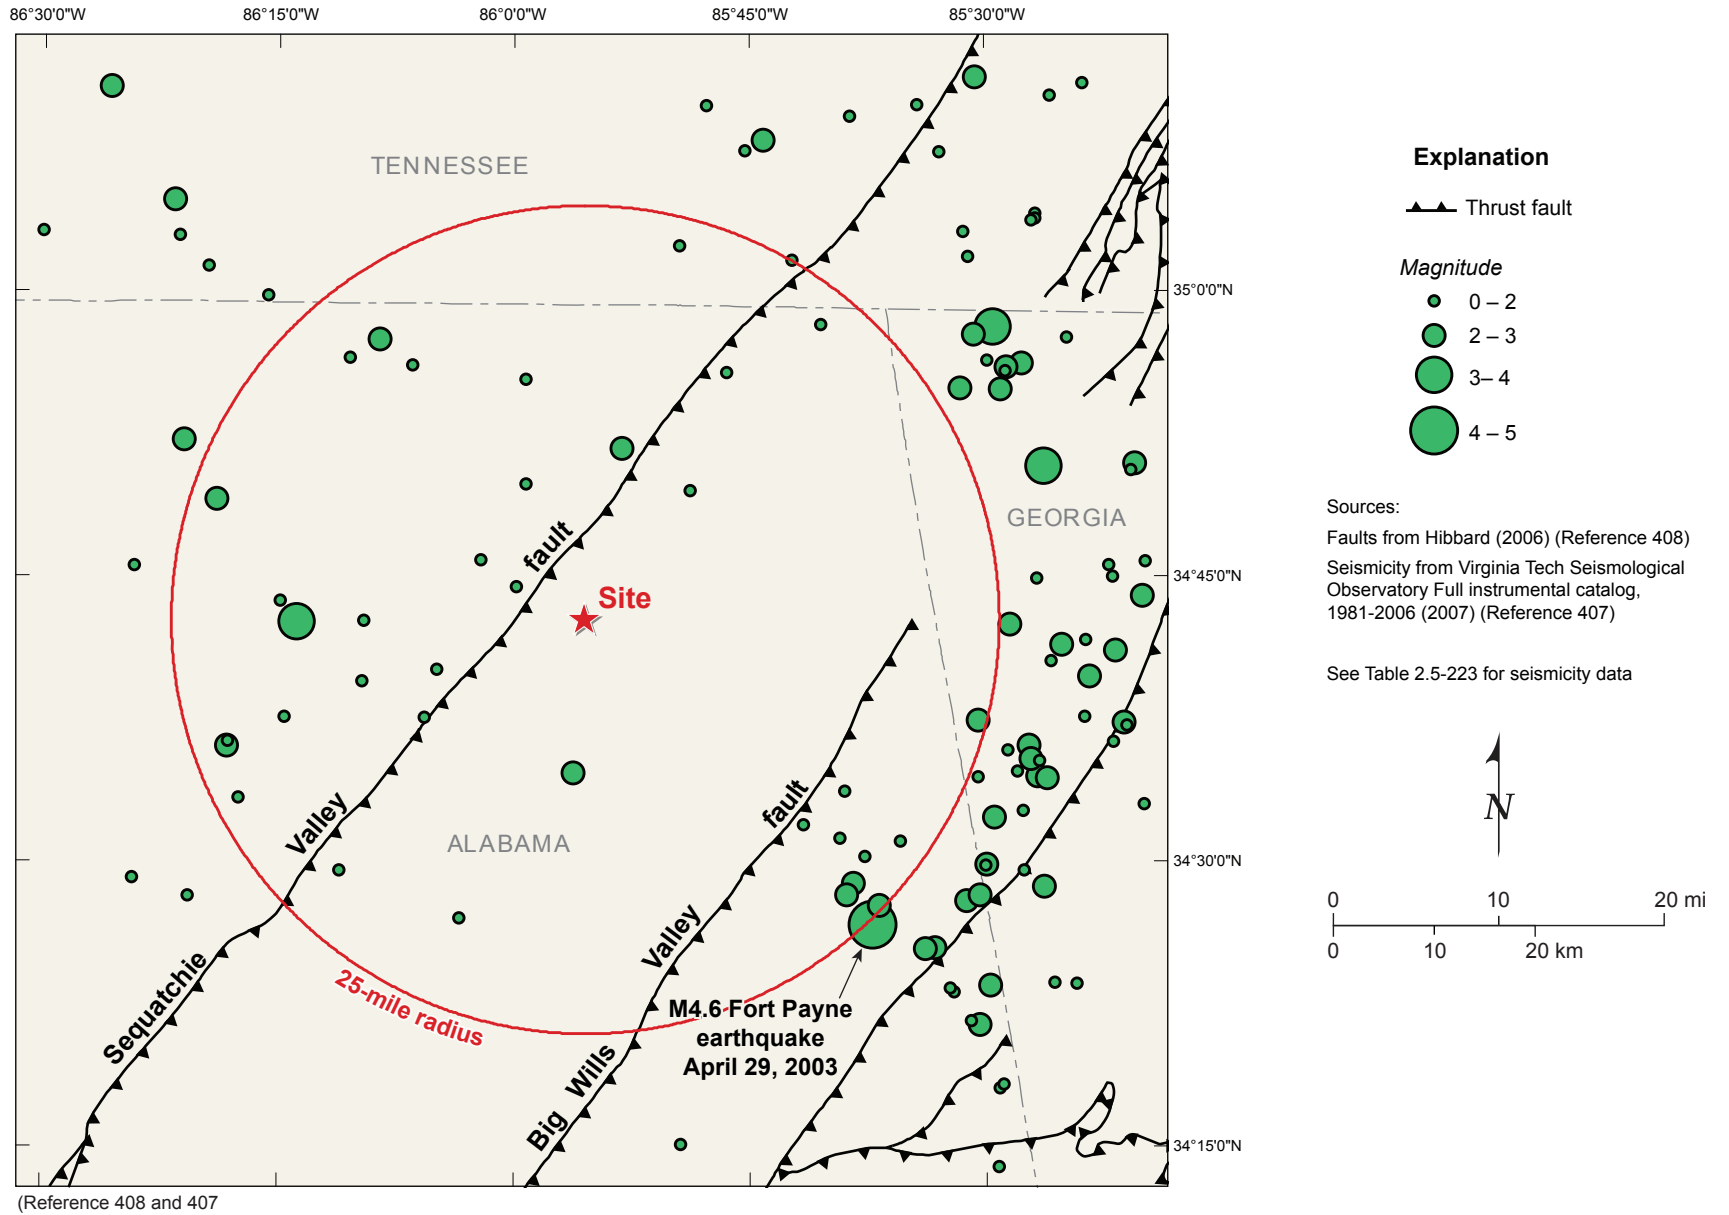 86°30'0"W
86°15'0"W
86°0'0"W
85°45'0"W
85°30'0"W
TENNESSEE
35°0'0"N
GEORGIA
34°45'0"N
fault
Site
Valley
fault
ALABAMA
34°30'0"N
Valley
Sequatchie
25-mile radius
M4.6 Fort Payne
earthquake
April 29, 2003
Big Wills
34°15'0"N
(Reference 408 and 407
Explanation
Thrust fault
Magnitude
0 – 2
2 – 3
3– 4
4 – 5
Sources:
Faults from Hibbard (2006) (Reference 408)
Seismicity from Virginia Tech Seismological
Observatory Full instrumental catalog,
1981-2006 (2007) (Reference 407)
See Table 2.5-223 for seismicity data
N
0 10 20 mi
0 10 20 km